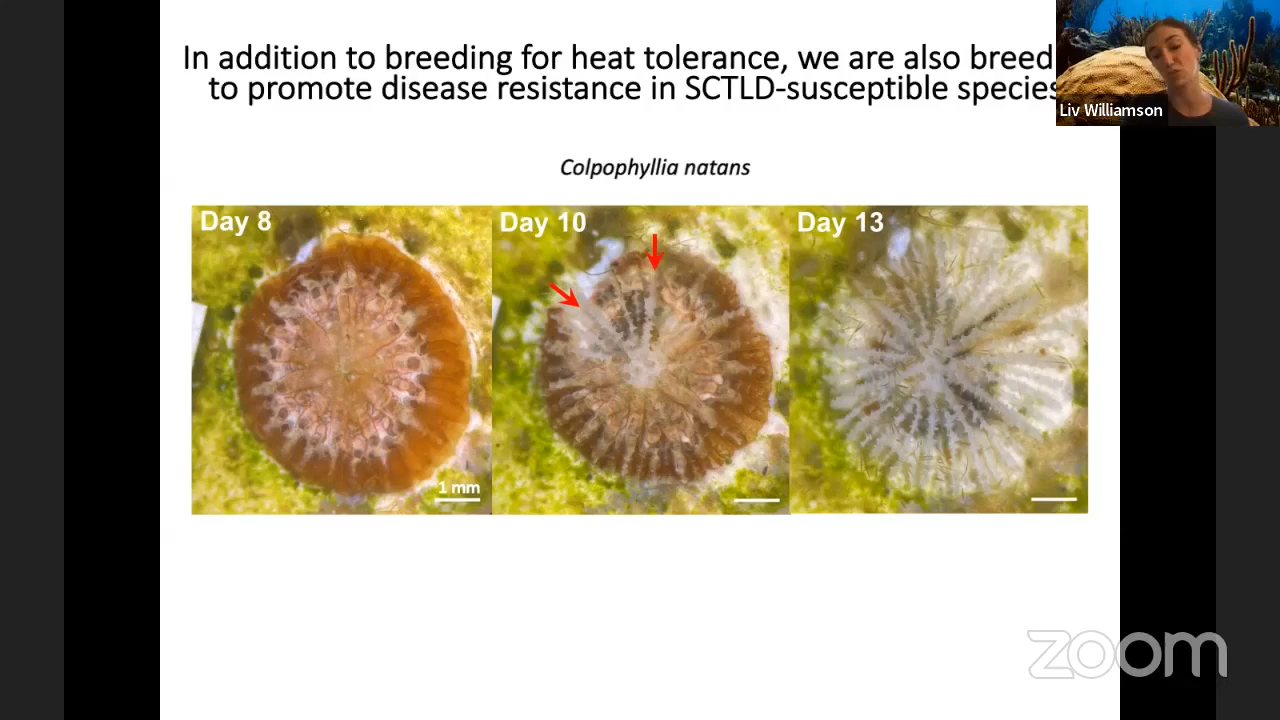 In addition to breeding for heat tolerance, we are also breed
to promote disease resistance in SCTLD-susceptible species
Liv Williamson
Colpophyllia natans
Day 8
Day 10
Day 13
1 mm
zoom